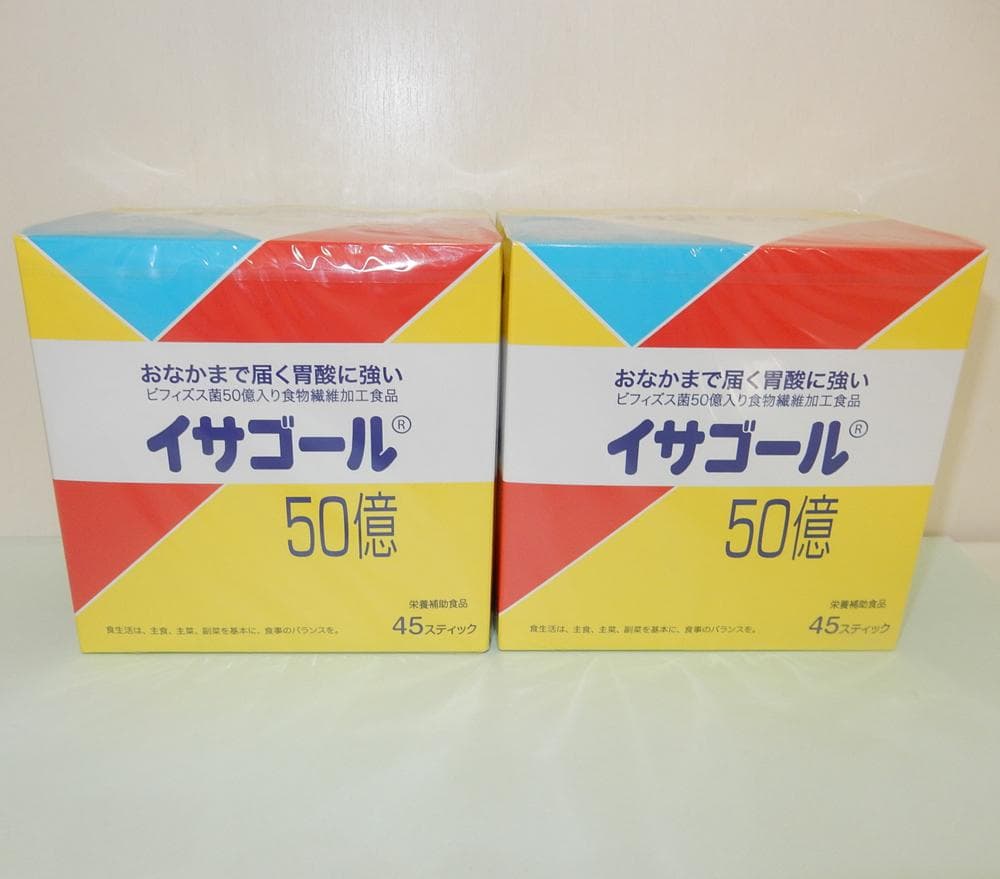 おなかまで届く胃酸に強い
ビフィズス菌50億入り食物繊維加工食品
イサゴール®
50億
栄養補助食品
食生活は、主食、主菜、副菜を基本に、食事のバランスを。
45スティック
おなかまで届く胃酸に強い
ビフィズス菌50億入り食物繊維加工食品
イサゴール®
50億
栄養補助食品
食生活は、主食、主菜、副菜を基本に、食事のバランスを。
45スティック